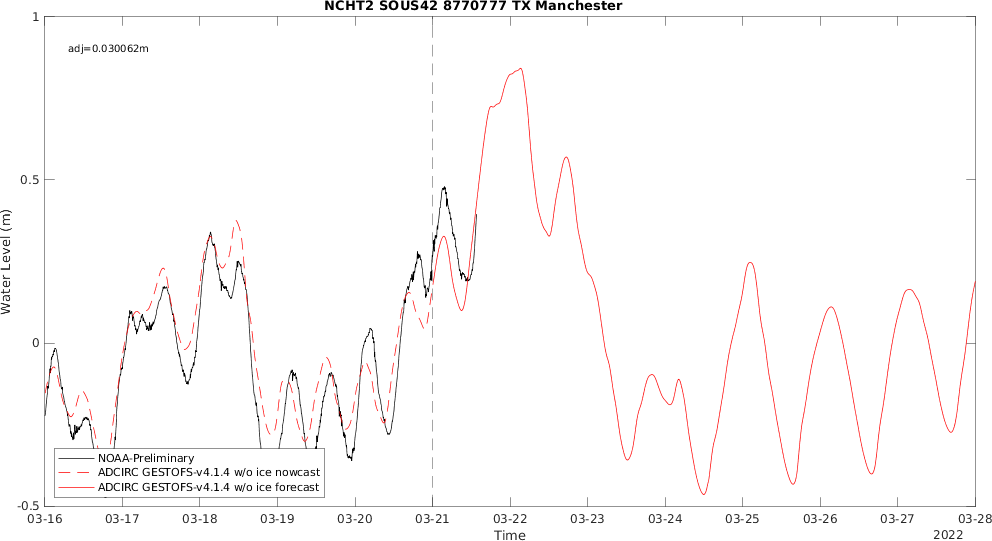 NCHT2 SOUS42 8770777 TX Manchester
adj=0.030062m
Water Level (m)
1
0.5
0
-0.5
NOAA-Preliminary
ADCIRC GESTOFS-v4.1.4 w/o ice nowcast
ADCIRC GESTOFS-v4.1.4 w/o ice forecast
03-16 03-17 03-18 03-19 03-20 03-21 03-22 03-23 03-24 03-25 03-26 03-27 03-28
Time
2022